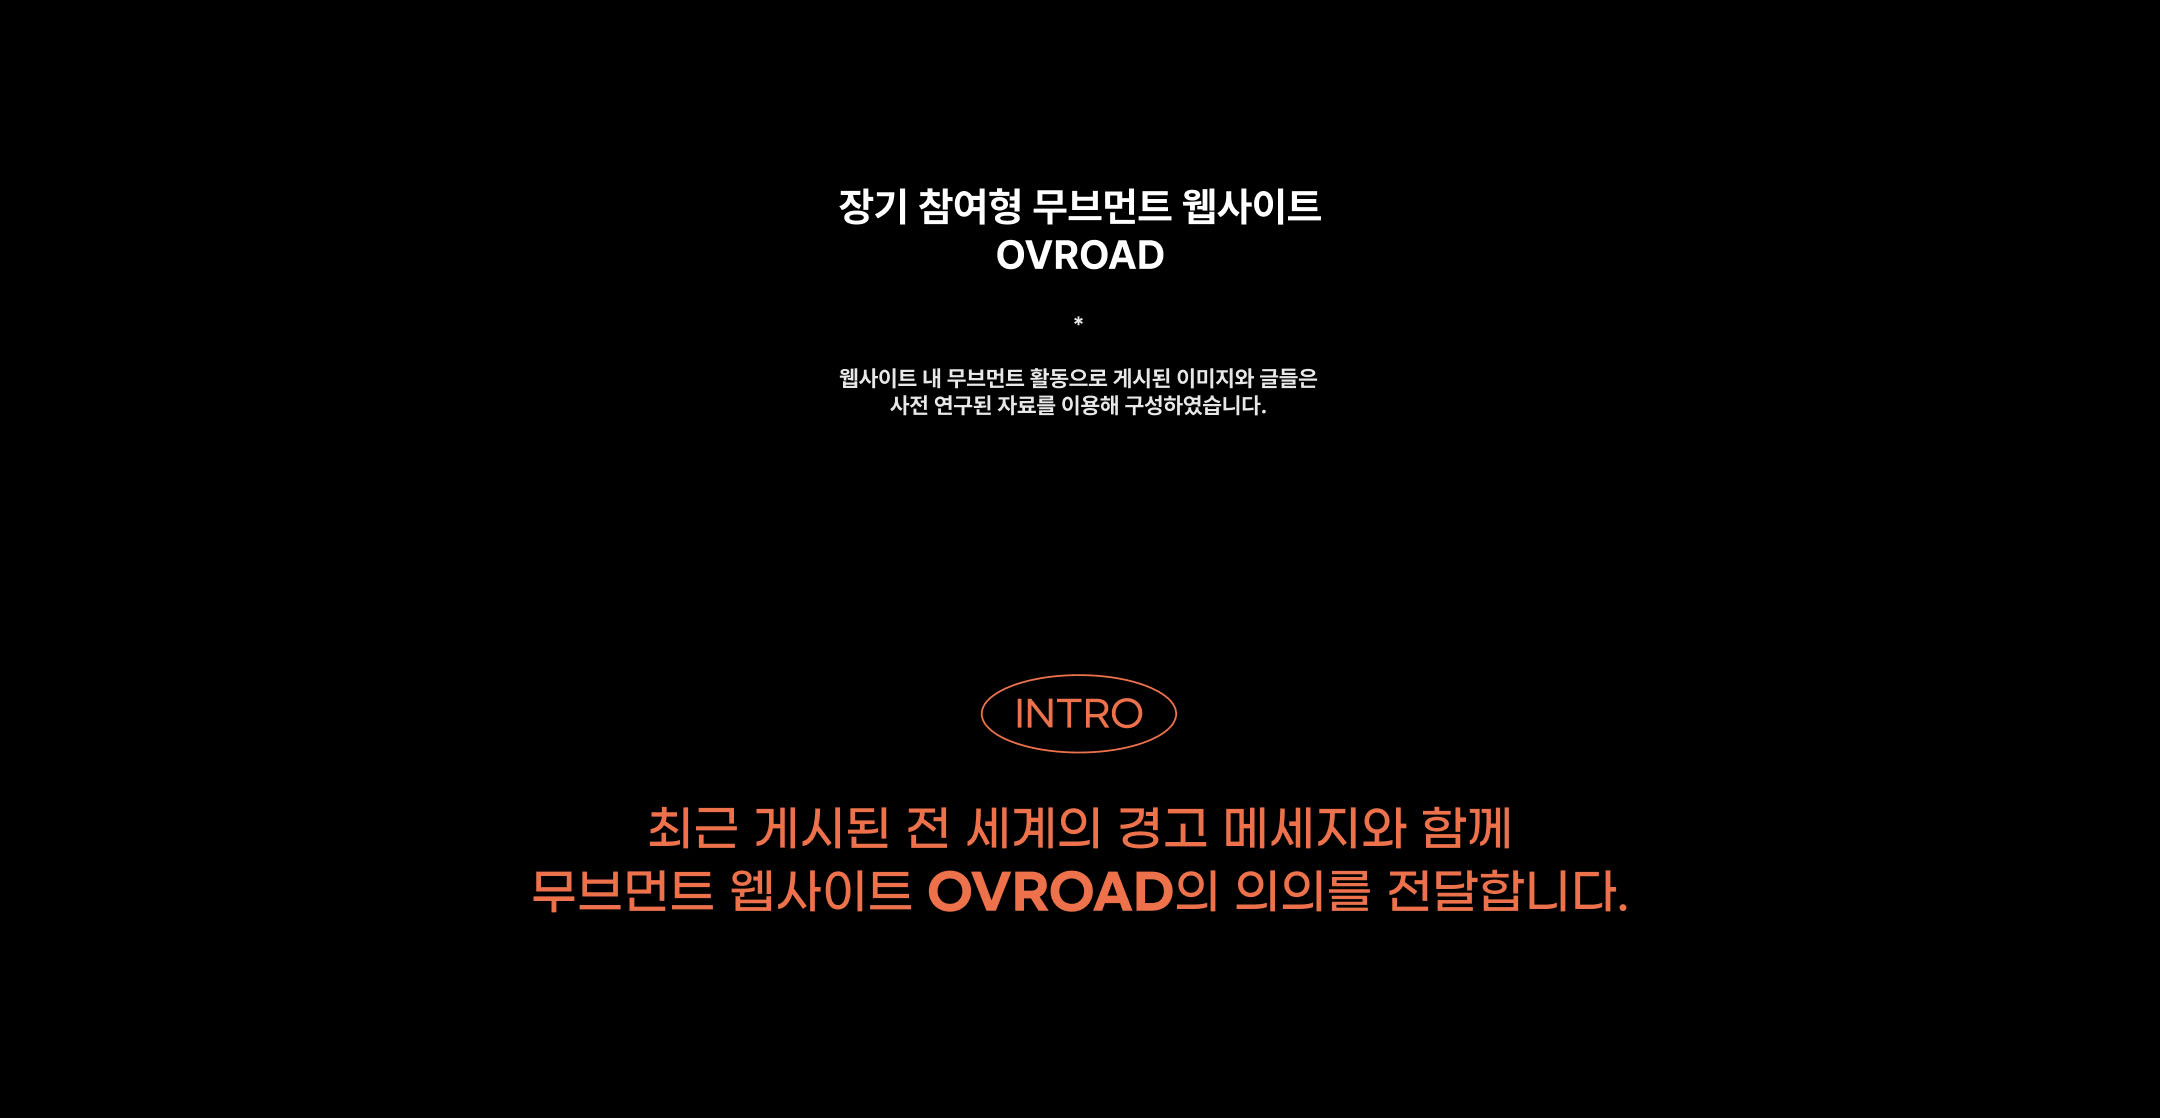 장기 참여형 무브먼트 웹사이트
OVROAD
*
웹사이트 내 무브먼트 활동으로 게시된 이미지와 글들은
사전 연구된 자료를 이용해 구성하였습니다.
INTRO
최근 게시된 전 세계의 경고 메세지와 함께
무브먼트 웹사이트 OVROAD의 의의를 전달합니다.